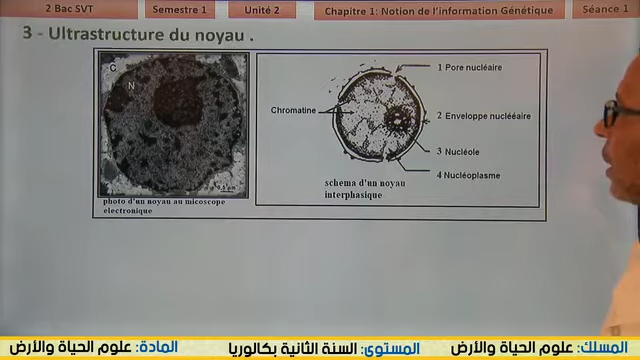 2 Bac SVT
Semestre 1
Unité 2
Chapitre 1: Notion de l'information Génétique
Séance 1
3 - Ultrastructure du noyau .
C
N
photo d'un noyau au micoscope
electronique
1 Pore nucléaire
Chromatine
2 Enveloppe nucléeáire
3 Nucléole
4 Nucléoplasme
schema d'un noyau
interphasique
المسلك: علوم الحياة والأرض
المستوى: السنة الثانية بكالوريا
المادة: علوم الحياة والأرض